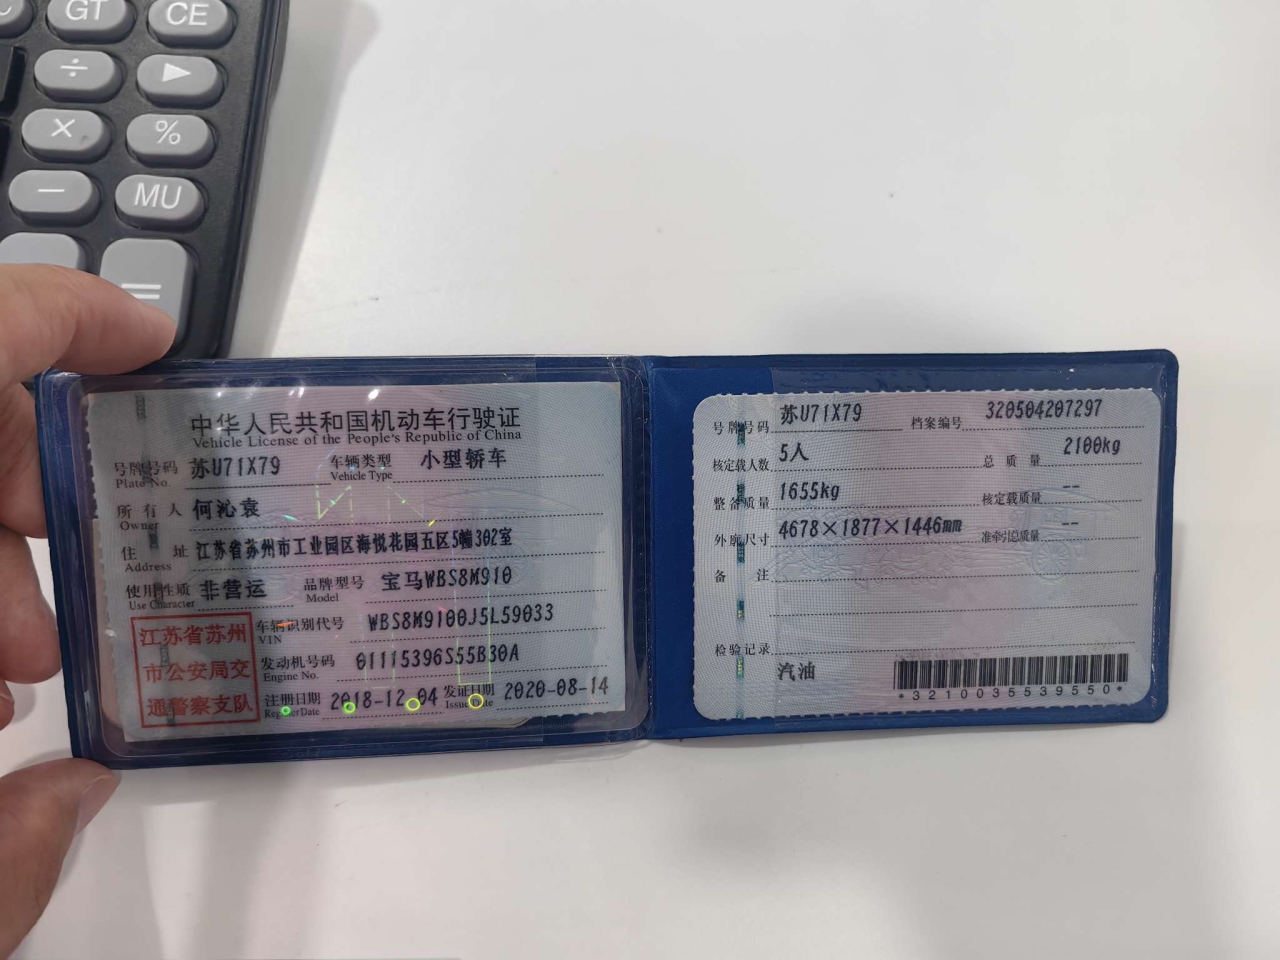 C GT CE
÷ ▶
× %
− MU
=
中华人民共和国机动车行驶证
Vehicle License of the People's Republic of China
号牌号码 苏U71X79 车辆类型 小型轿车
Plate No. Vehicle Type
所有人 何沁袁
Owner
住址 江苏省苏州市工业园区海悦花园五区5幢302室
Address
使用性质 非营运 品牌型号 宝马WBS8M910
Use Character Model
江苏省苏州
市公安局交
通警察支队
车辆识别代号 WBS8M9100J5L59033
VIN
发动机号码 01115396S55B30A
Engine No.
注册日期 2018-12-04 发证日期 2020-08-14
Register Date Issue Date
号牌号码 苏U71X79 档案编号 320504207297
核定载人数 5人 总质量 2100kg
整备质量 1655kg 核定载质量 --
外廓尺寸 4678×1877×1446mm 准牵引总质量 --
备注
检验记录
汽油
*3210035539550*